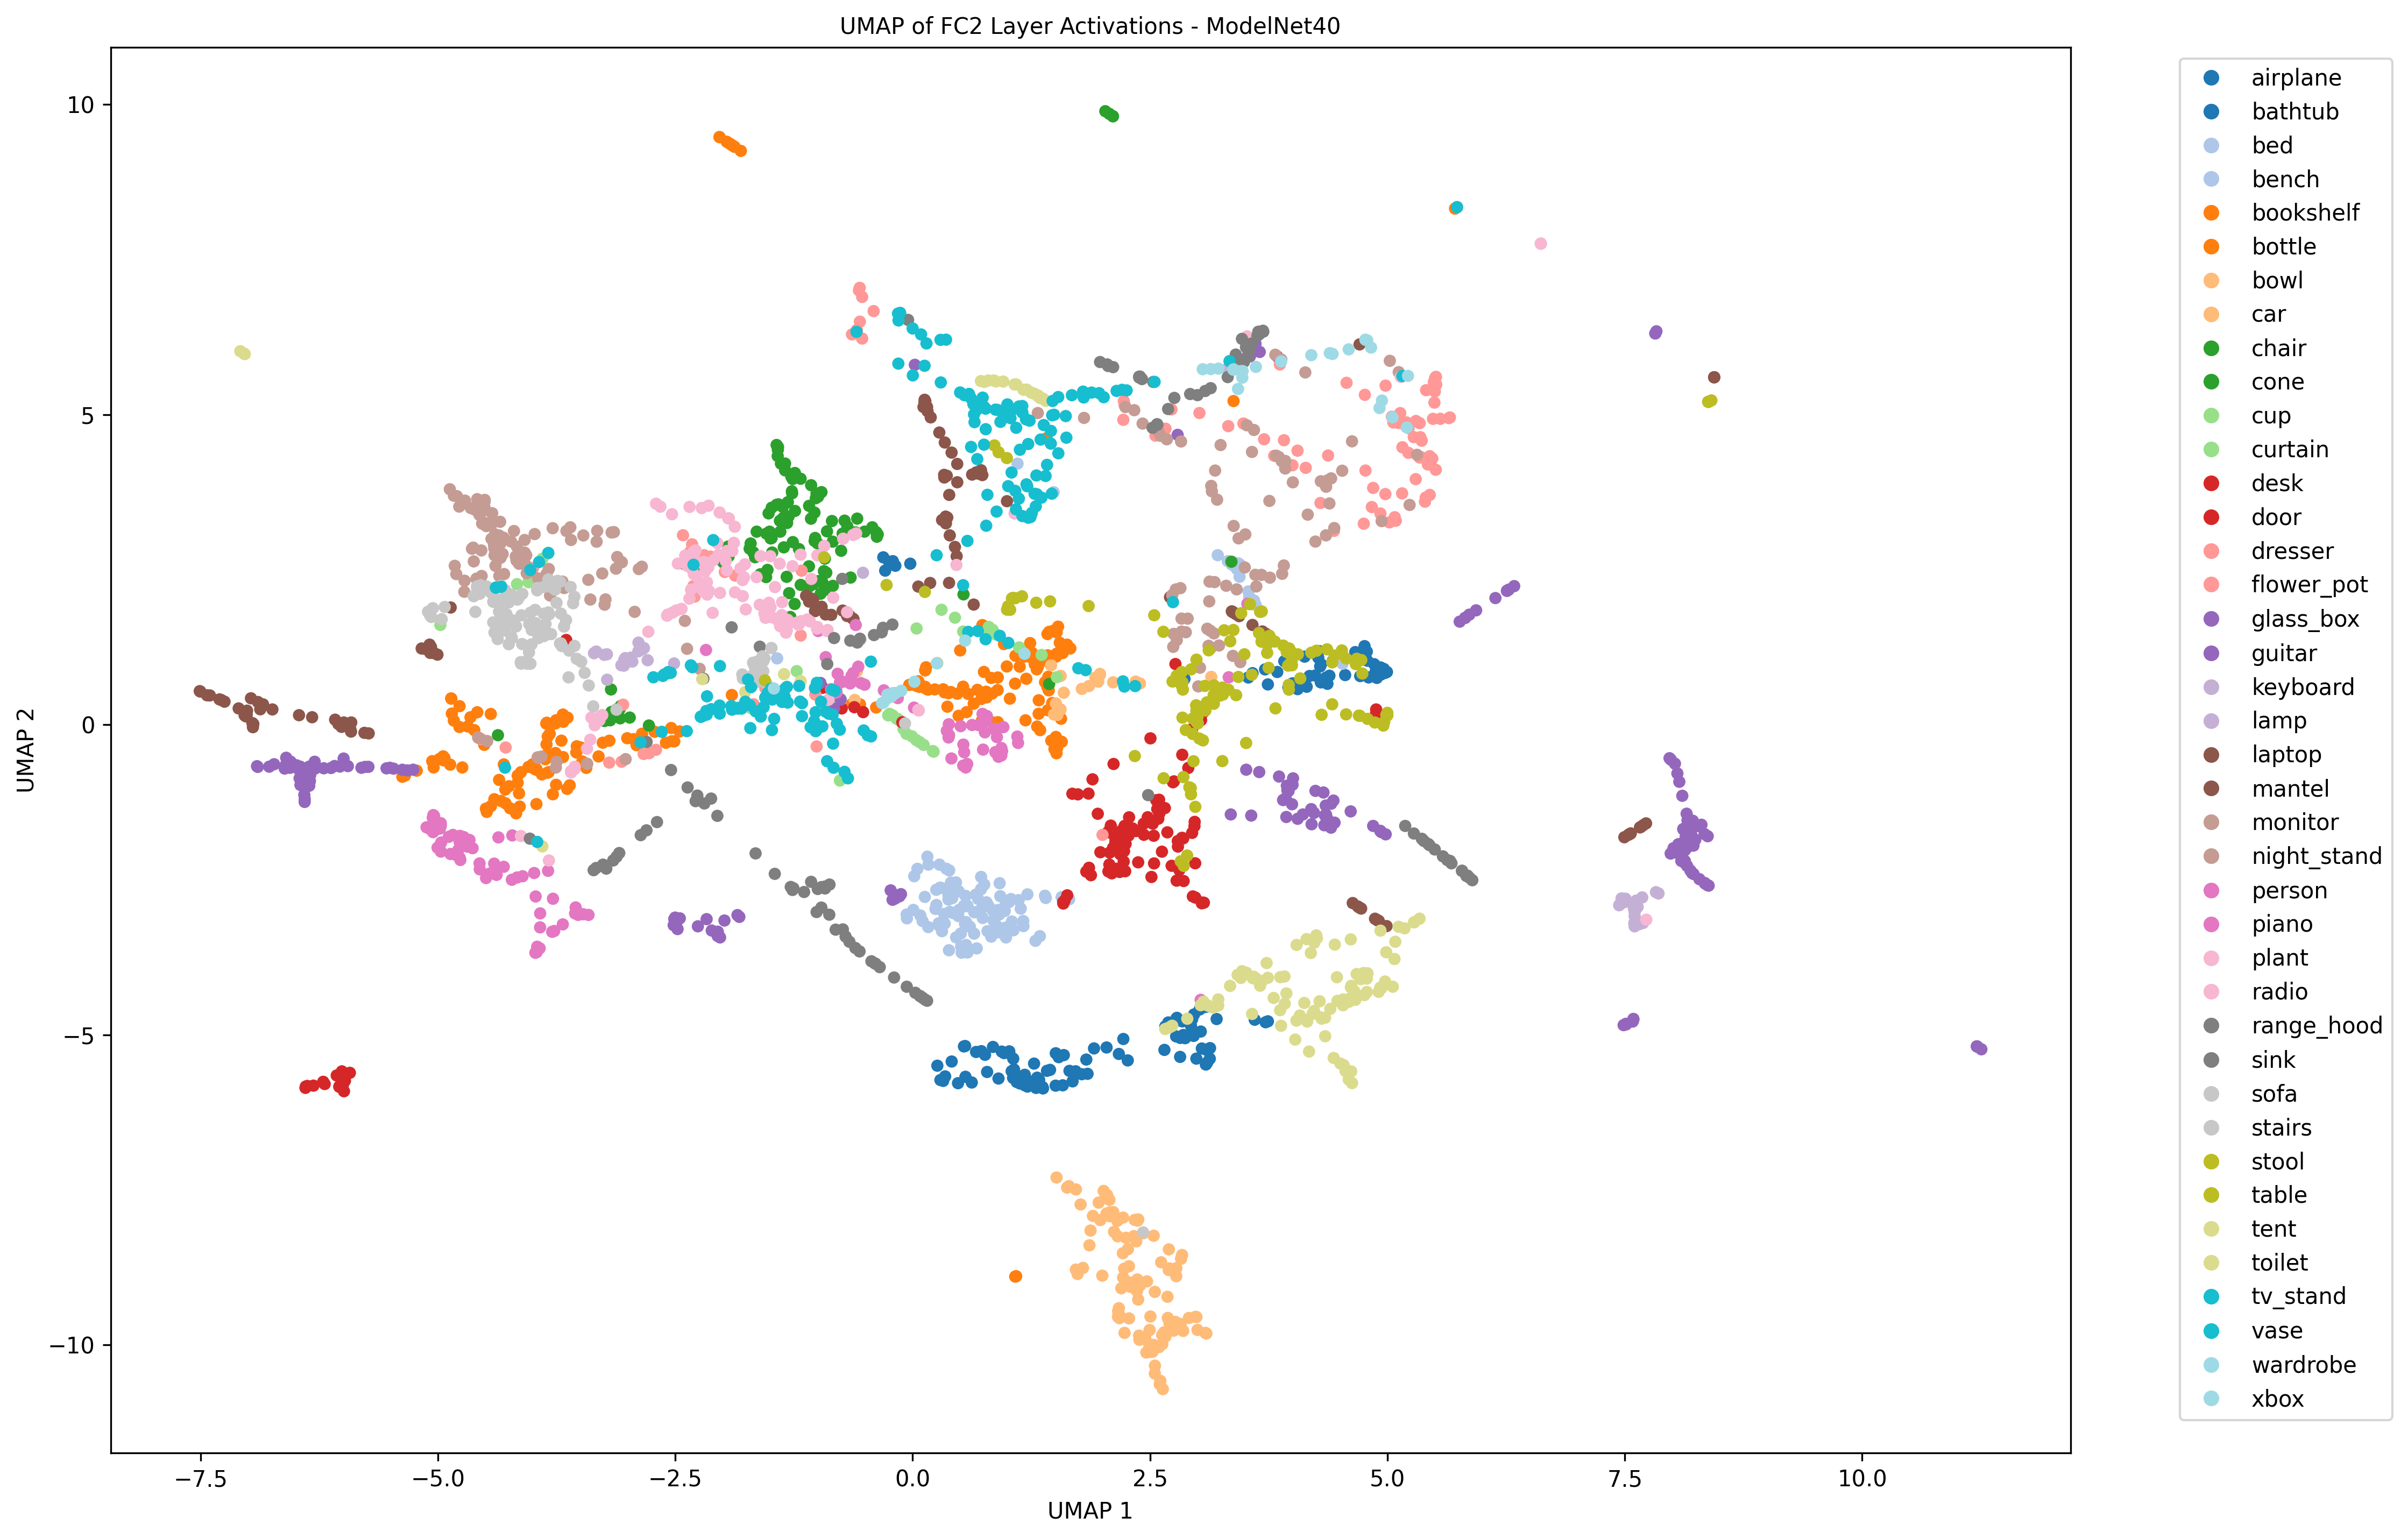 UMAP of FC2 Layer Activations - ModelNet40
10
5
0
−5
−10
UMAP 2
−7.5
−5.0
−2.5
0.0
2.5
5.0
7.5
10.0
UMAP 1
airplane
bathtub
bed
bench
bookshelf
bottle
bowl
car
chair
cone
cup
curtain
desk
door
dresser
flower_pot
glass_box
guitar
keyboard
lamp
laptop
mantel
monitor
night_stand
person
piano
plant
radio
range_hood
sink
sofa
stairs
stool
table
tent
toilet
tv_stand
vase
wardrobe
xbox